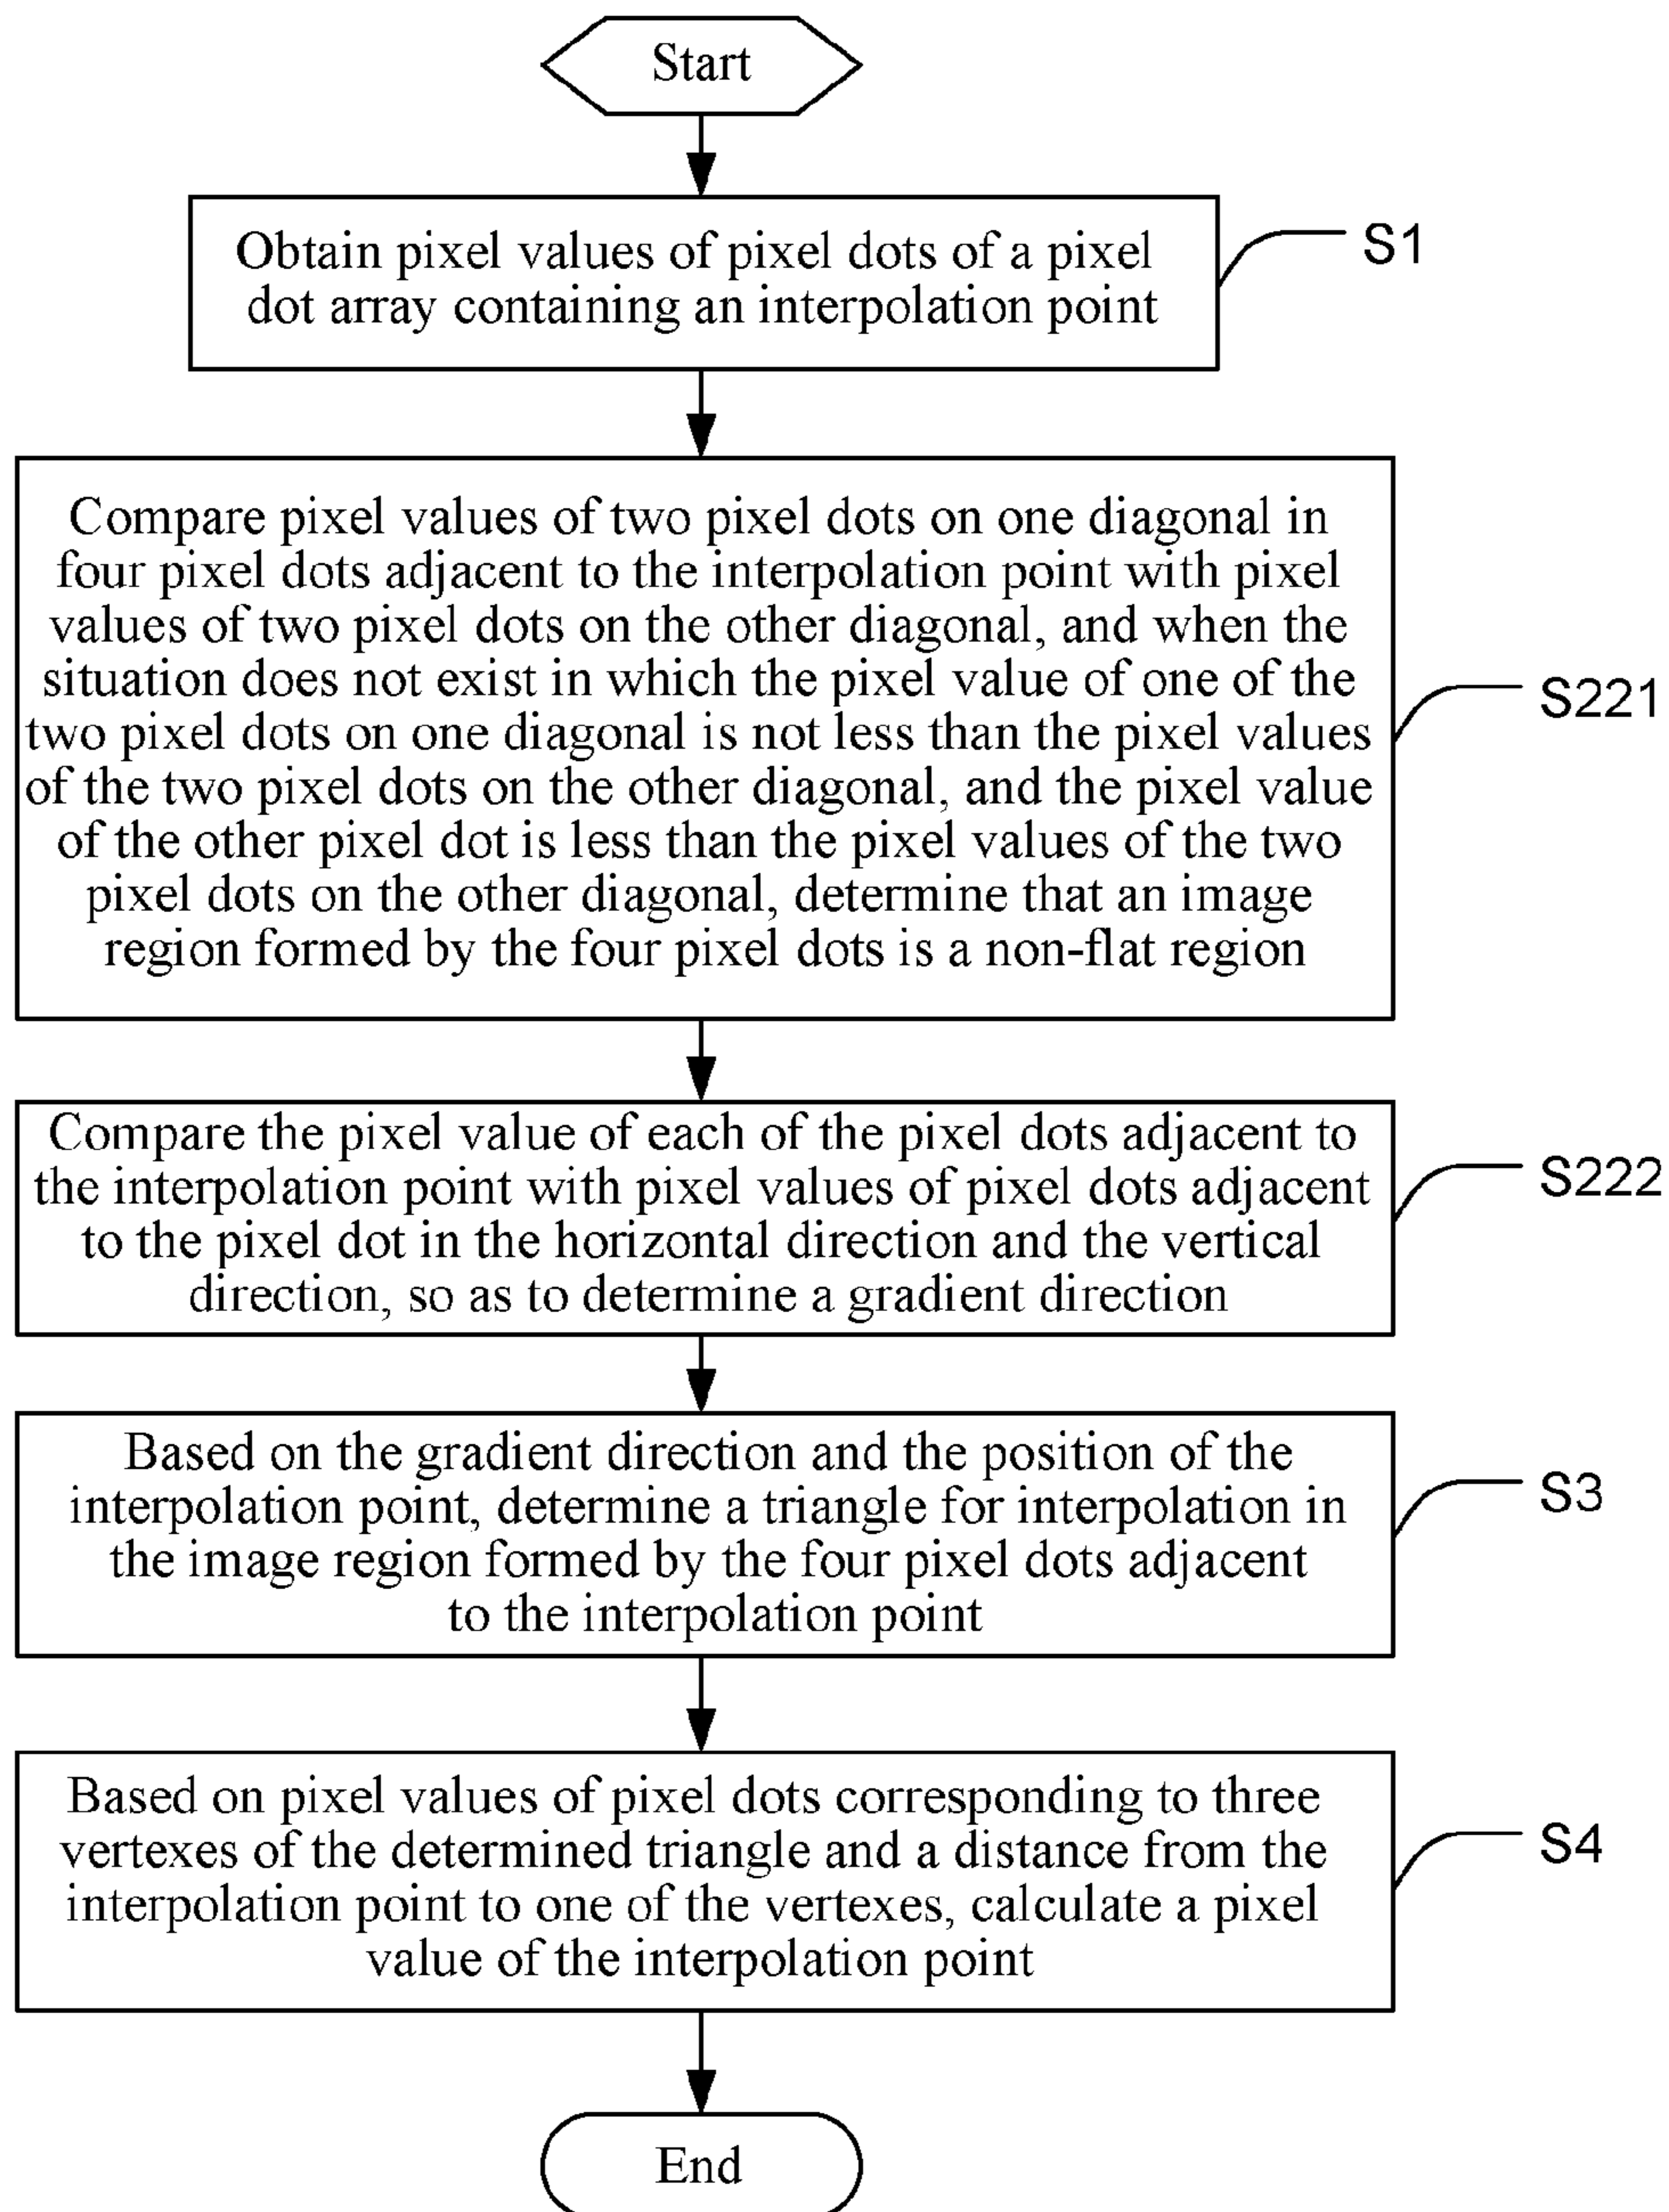 Start
Obtain pixel values of pixel dots of a pixel
dot array containing an interpolation point
S1
Compare pixel values of two pixel dots on one diagonal in
four pixel dots adjacent to the interpolation point with pixel
values of two pixel dots on the other diagonal, and when the
situation does not exist in which the pixel value of one of the
two pixel dots on one diagonal is not less than the pixel values
of the two pixel dots on the other diagonal, and the pixel value
of the other pixel dot is less than the pixel values of the two
pixel dots on the other diagonal, determine that an image
region formed by the four pixel dots is a non-flat region
S221
Compare the pixel value of each of the pixel dots adjacent to
the interpolation point with pixel values of pixel dots adjacent
to the pixel dot in the horizontal direction and the vertical
direction, so as to determine a gradient direction
S222
Based on the gradient direction and the position of the
interpolation point, determine a triangle for interpolation in
the image region formed by the four pixel dots adjacent
to the interpolation point
S3
Based on pixel values of pixel dots corresponding to three
vertexes of the determined triangle and a distance from the
interpolation point to one of the vertexes, calculate a pixel
value of the interpolation point
S4
End